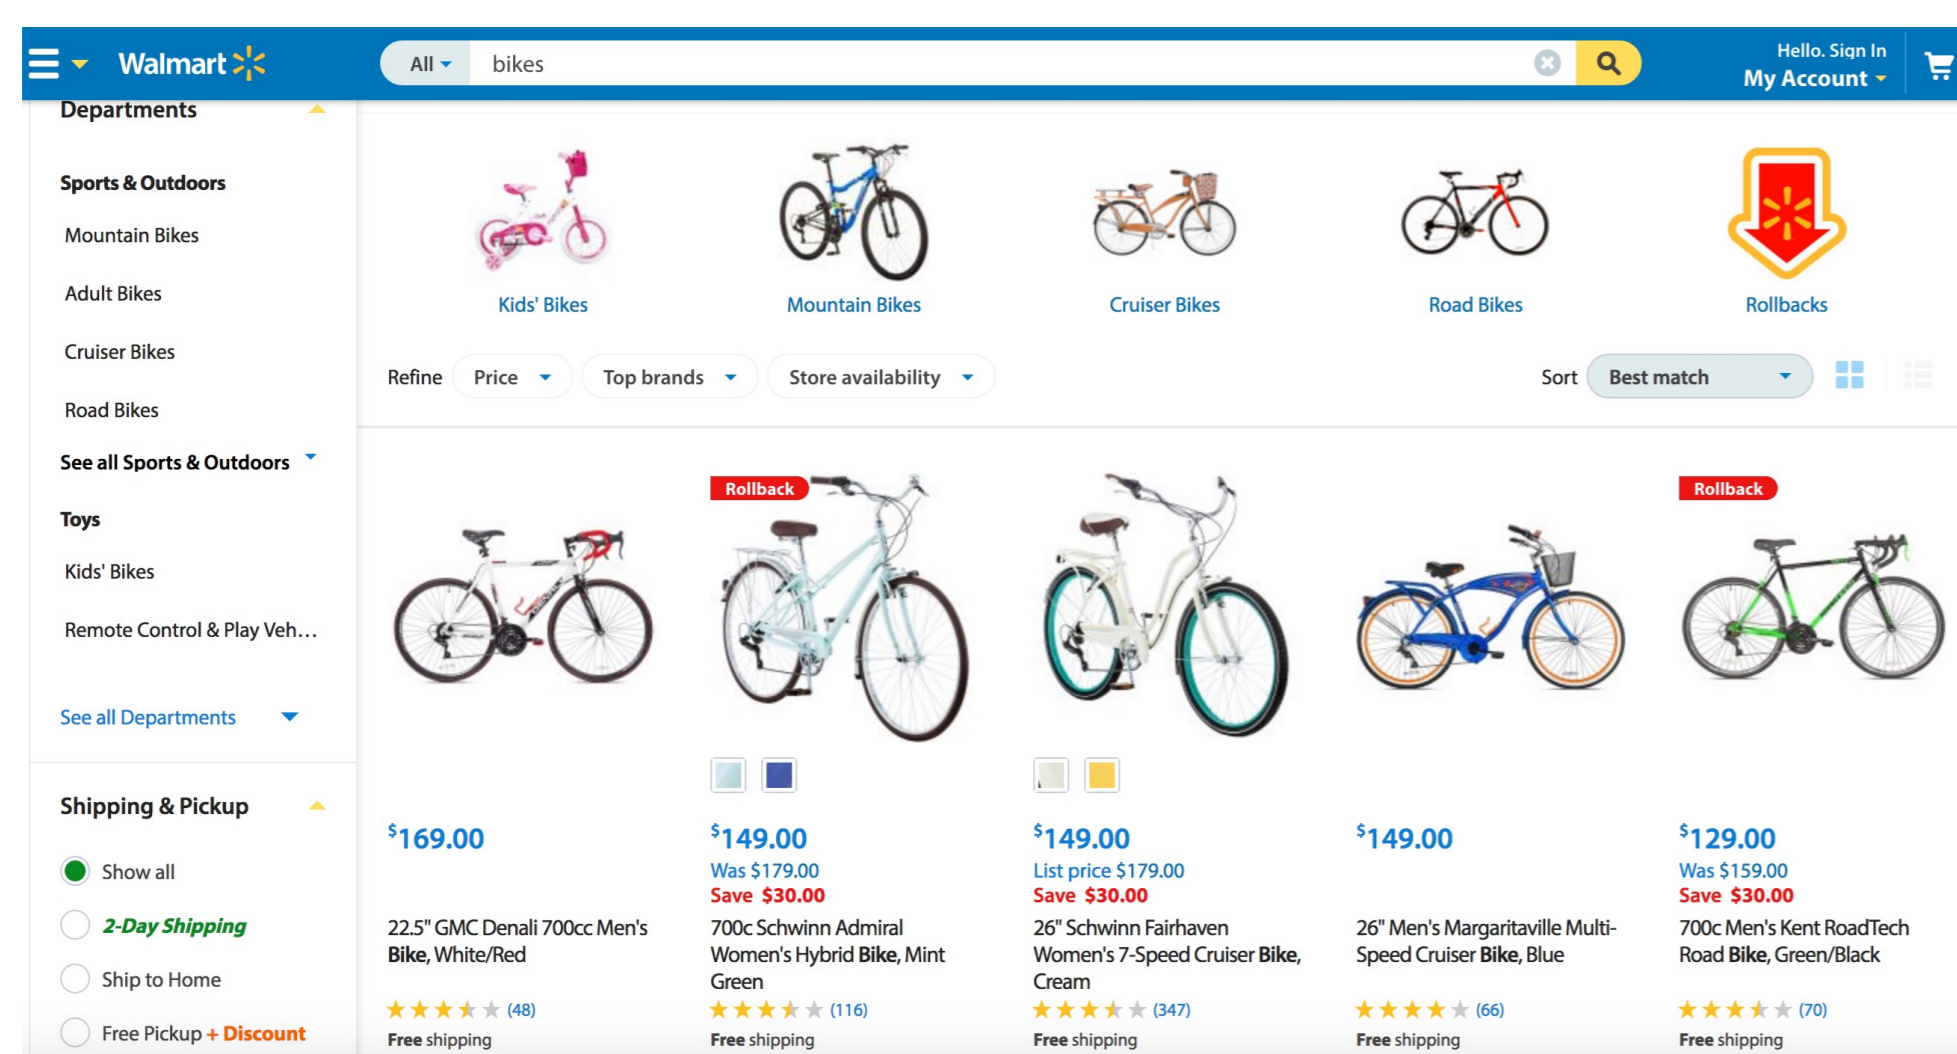 Walmart
All
bikes
Hello. Sign In
My Account
Departments
Sports & Outdoors
Mountain Bikes
Adult Bikes
Cruiser Bikes
Road Bikes
See all Sports & Outdoors
Toys
Kids' Bikes
Remote Control & Play Veh...
See all Departments
Shipping & Pickup
Show all
2-Day Shipping
Ship to Home
Free Pickup + Discount
Kids' Bikes
Mountain Bikes
Cruiser Bikes
Road Bikes
Rollbacks
Refine
Price
Top brands
Store availability
Sort
Best match
$169.00
22.5" GMC Denali 700cc Men's
Bike, White/Red
(48)
Free shipping
Rollback
$149.00
Was $179.00
Save $30.00
700c Schwinn Admiral
Women's Hybrid Bike, Mint
Green
(116)
Free shipping
$149.00
List price $179.00
Save $30.00
26" Schwinn Fairhaven
Women's 7-Speed Cruiser Bike,
Cream
(347)
Free shipping
$149.00
26" Men's Margaritaville Multi-
Speed Cruiser Bike, Blue
(66)
Free shipping
Rollback
$129.00
Was $159.00
Save $30.00
700c Men's Kent RoadTech
Road Bike, Green/Black
(70)
Free shipping